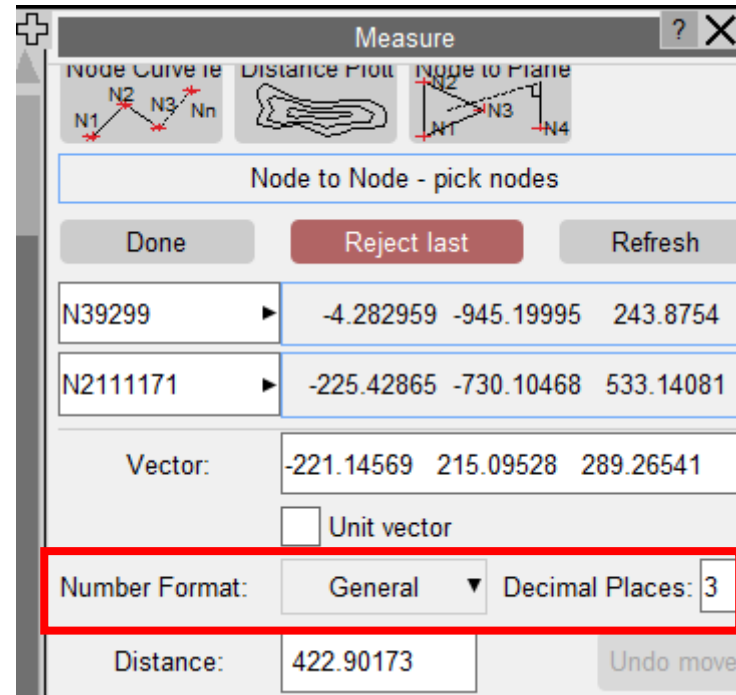 Measure ?
Node Curve le Distance Plott Node to Plane
N1 N2 N3 Nn N2 N1 N3 N4
Node to Node - pick nodes
Done Reject last Refresh
N39299 -4.282959 -945.19995 243.8754
N2111171 -225.42865 -730.10468 533.14081
Vector: -221.14569 215.09528 289.26541
Unit vector
Number Format: General Decimal Places: 3
Distance: 422.90173 Undo move